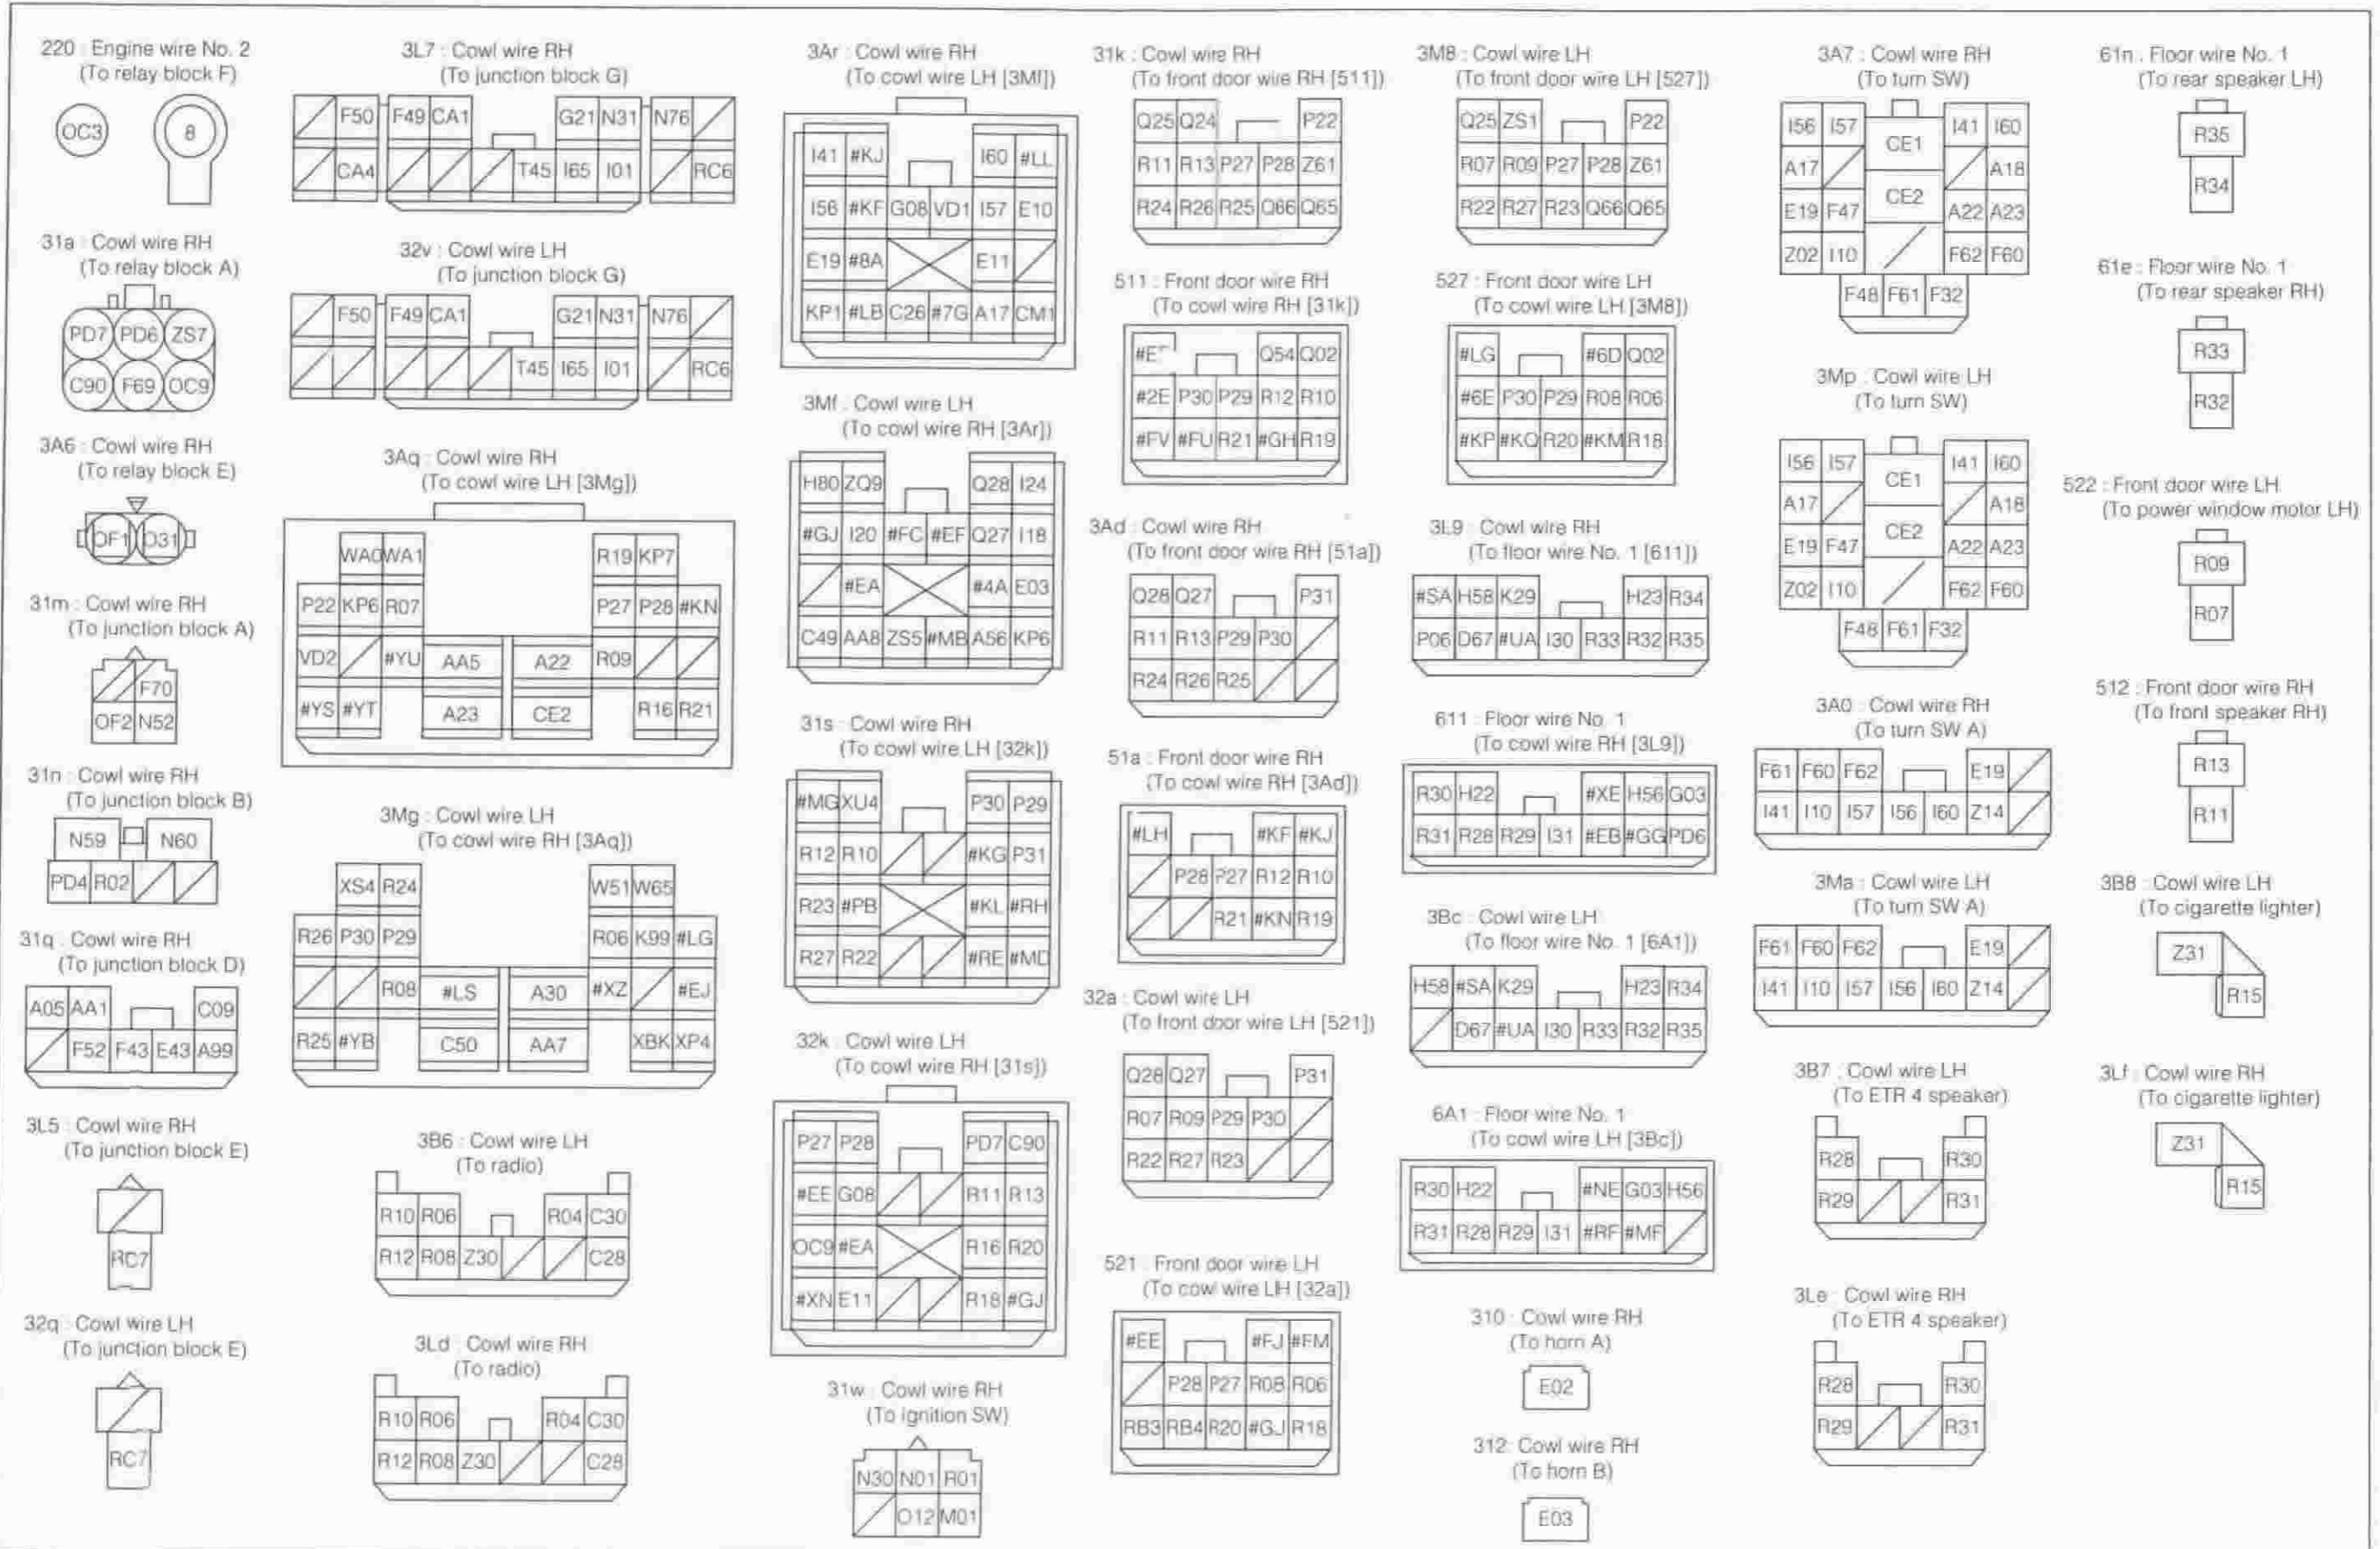 220 : Engine wire No. 2
(To relay block F)
OC3 8
31a : Cowl wire RH
(To relay block A)
PD7 PD6 ZS7
C90 F69 OC9
3A6 : Cowl wire RH
(To relay block E)
OF1 O31
31m : Cowl wire RH
(To junction block A)
F70
OF2 N52
31n : Cowl wire RH
(To junction block B)
N59 N60
PD4 R02
31q : Cowl wire RH
(To junction block D)
A05 AA1 C09
F52 F43 E43 A99
3L5 : Cowl wire RH
(To junction block E)
RC7
32q : Cowl wire LH
(To junction block E)
RC7
3L7 : Cowl wire RH
(To junction block G)
F50 F49 CA1 G21 N31 N76
CA4 T45 I65 I01 RC6
32v : Cowl wire LH
(To junction block G)
F50 F49 CA1 G21 N31 N76
T45 I65 I01 RC6
3Aq : Cowl wire RH
(To cowl wire LH [3Mg])
WA0 WA1 R19 KP7
P22 KP6 R07 P27 P28 #KN
VD2 #YU AA5 A22 R09
#YS #YT A23 CE2 R16 R21
3Mg : Cowl wire LH
(To cowl wire RH [3Aq])
XS4 R24 W51 W65
R26 P30 P29 R06 K99 #LG
R08 #LS A30 #XZ #EJ
R25 #YB C50 AA7 XBK XP4
3B6 : Cowl wire LH
(To radio)
R10 R06 R04 C30
R12 R08 Z30 C28
3Ld : Cowl wire RH
(To radio)
R10 R06 R04 C30
R12 R08 Z30 C28
3Ar : Cowl wire RH
(To cowl wire LH [3Mf])
I41 #KJ I60 #LL
I56 #KF G08 VD1 I57 E10
E19 #8A E11
KP1 #LB C26 #7G A17 CM1
3Mf : Cowl wire LH
(To cowl wire RH [3Ar])
H80 ZQ9 Q28 I24
#GJ I20 #FC #EF Q27 I18
#EA #4A E03
C49 AA8 ZS5 #MB A56 KP6
31s : Cowl wire RH
(To cowl wire LH [32k])
#MG XU4 P30 P29
R12 R10 #KG P31
R23 #PB #KL #RH
R27 R22 #RE #MD
32k : Cowl wire LH
(To cowl wire RH [31s])
P27 P28 PD7 C90
#EE G08 R11 R13
OC9 #EA R16 R20
#XN E11 R18 #GJ
31w : Cowl wire RH
(To ignition SW)
N30 N01 R01
O12 M01
31k : Cowl wire RH
(To front door wire RH [511])
Q25 Q24 P22
R11 R13 P27 P28 Z61
R24 R26 R25 Q66 Q65
511 : Front door wire RH
(To cowl wire RH [31k])
Q54 Q02
#2E P30 P29 R12 R10
#FV #FU R21 #GH R19
3Ad : Cowl wire RH
(To front door wire RH [51a])
Q28 Q27 P31
R11 R13 P29 P30
R24 R26 R25
51a : Front door wire RH
(To cowl wire RH [3Ad])
#LH #KF #KJ
P28 P27 R12 R10
R21 #KN R19
32a : Cowl wire LH
(To front door wire LH [521])
Q28 Q27 P31
R07 R09 P29 P30
R22 R27 R23
521 : Front door wire LH
(To cowl wire LH [32a])
#EE #FJ #FM
P28 P27 R08 R06
RB3 RB4 R20 #GJ R18
3M8 : Cowl wire LH
(To front door wire LH [527])
Q25 ZS1 P22
R07 R09 P27 P28 Z61
R22 R27 R23 Q66 Q65
527 : Front door wire LH
(To cowl wire LH [3M8])
#LG #6D Q02
#6E P30 P29 R08 R06
#KP #KQ R20 #KM R18
3L9 : Cowl wire RH
(To floor wire No. 1 [611])
#SA H58 K29 H23 R34
P06 D67 #UA I30 R33 R32 R35
611 : Floor wire No. 1
(To cowl wire RH [3L9])
R30 H22 #XE H56 G03
R31 R28 R29 I31 #EB #GG PD6
3Bc : Cowl wire LH
(To floor wire No. 1 [6A1])
H58 #SA K29 H23 R34
D67 #UA I30 R33 R32 R35
6A1 : Floor wire No. 1
(To cowl wire LH [3Bc])
R30 H22 #NE G03 H56
R31 R28 R29 I31 #RF #MF
310 : Cowl wire RH
(To horn A)
E02
312 : Cowl wire RH
(To horn B)
E03
3A7 : Cowl wire RH
(To turn SW)
I56 I57 CE1 I41 I60
A17 A18
E19 F47 CE2 A22 A23
Z02 I10 F62 F60
F48 F61 F32
3Mp : Cowl wire LH
(To turn SW)
I56 I57 CE1 I41 I60
A17 A18
E19 F47 CE2 A22 A23
Z02 I10 F62 F60
F48 F61 F32
3A0 : Cowl wire RH
(To turn SW A)
F61 F60 F62 E19
I41 I10 I57 I56 I60 Z14
3Ma : Cowl wire LH
(To turn SW A)
F61 F60 F62 E19
I41 I10 I57 I56 I60 Z14
3B7 : Cowl wire LH
(To ETR 4 speaker)
R28 R30
R29 R31
3Le : Cowl wire RH
(To ETR 4 speaker)
R28 R30
R29 R31
61n : Floor wire No. 1
(To rear speaker LH)
R35
R34
61e : Floor wire No. 1
(To rear speaker RH)
R33
R32
522 : Front door wire LH
(To power window motor LH)
R09
R07
512 : Front door wire RH
(To front speaker RH)
R13
R11
3B8 : Cowl wire LH
(To cigarette lighter)
Z31
R15
3Lf : Cowl wire RH
(To cigarette lighter)
Z31
R15